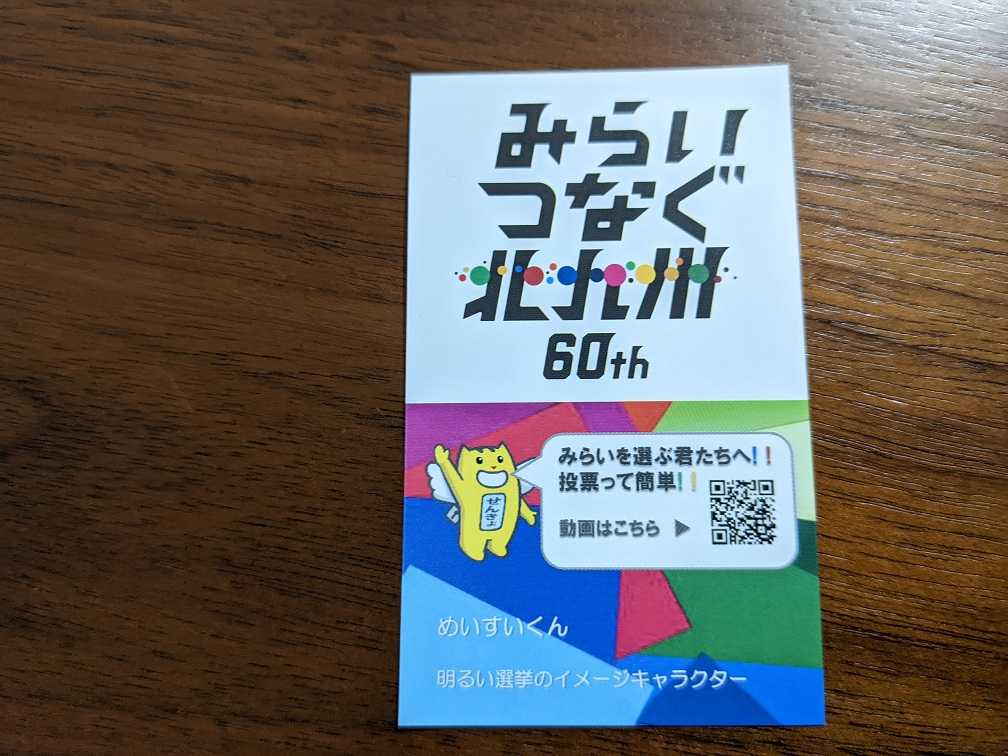 みらい
つなぐ
北九州
60th
みらいを選ぶ君たちへ!!
投票って簡単!!
動画はこちら ▶
せんきょ
めいすいくん
明るい選挙のイメージキャラクター